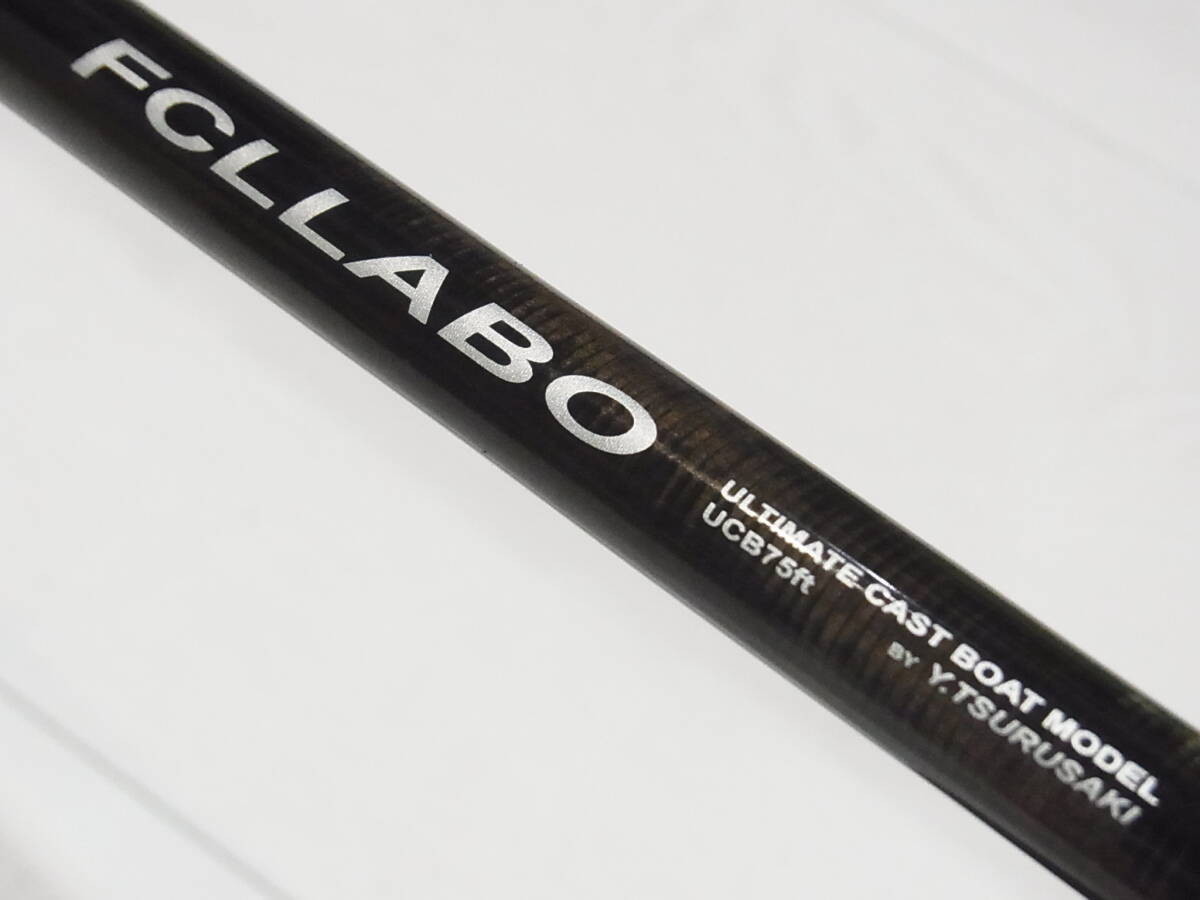 FCLLABO
ULTIMATE CAST BOAT MODEL
UCB75ft
BY Y.TSURUSAKI